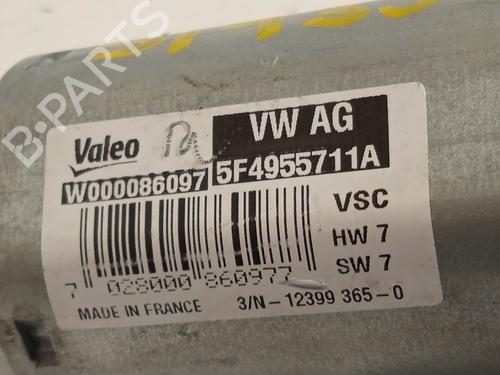 B-PARTS
Valeo
VW AG
W000086097
5F4955711A
VSC
HW 7
SW 7
7 028000 860977
MADE IN FRANCE
3/N-12399 365-0